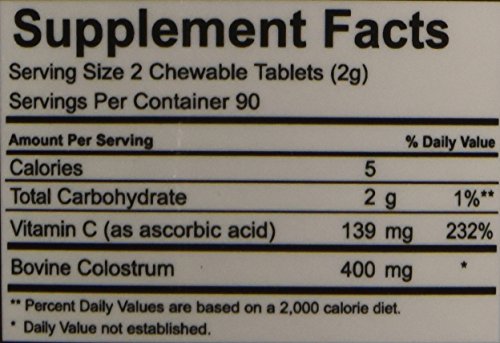 Supplement Facts
Serving Size 2 Chewable Tablets (2g)
Servings Per Container 90
Amount Per Serving % Daily Value
Calories 5
Total Carbohydrate 2 g 1%**
Vitamin C (as ascorbic acid) 139 mg 232%
Bovine Colostrum 400 mg *
** Percent Daily Values are based on a 2,000 calorie diet.
* Daily Value not established.